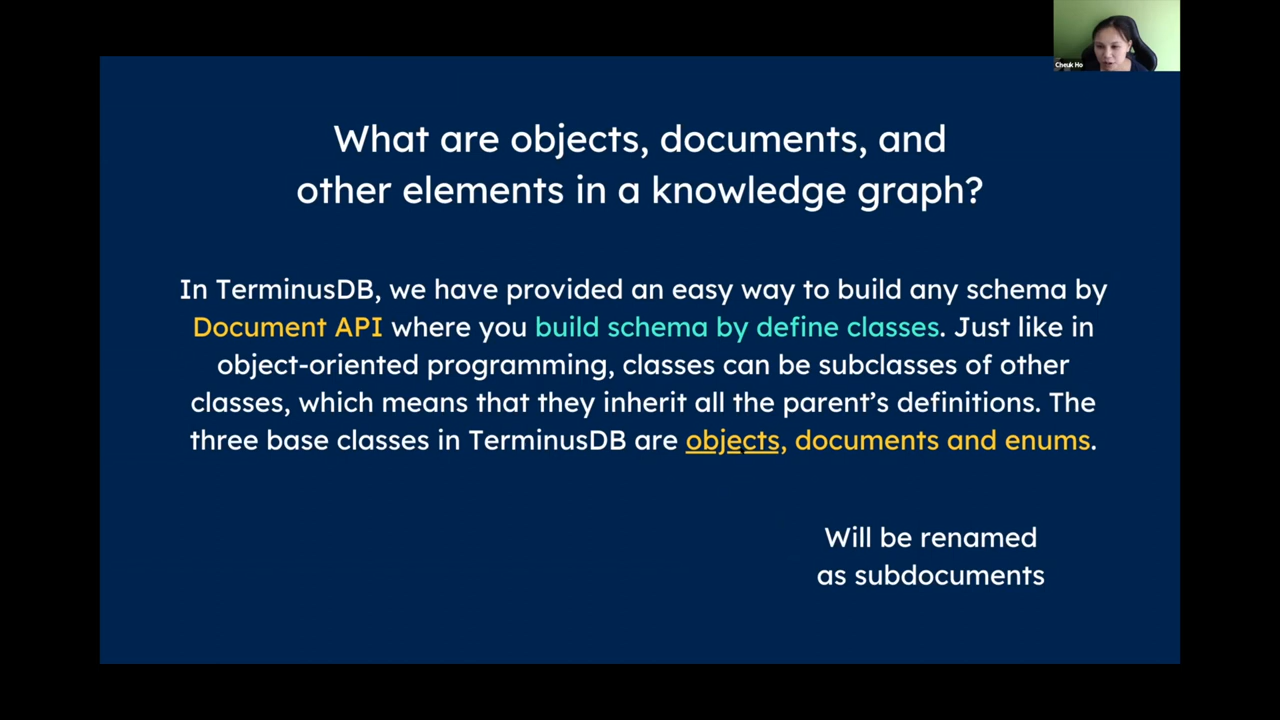 Cheuk Ho
What are objects, documents, and
other elements in a knowledge graph?
In TerminusDB, we have provided an easy way to build any schema by
Document API where you build schema by define classes. Just like in
object-oriented programming, classes can be subclasses of other
classes, which means that they inherit all the parent’s definitions. The
three base classes in TerminusDB are objects, documents and enums.
Will be renamed
as subdocuments